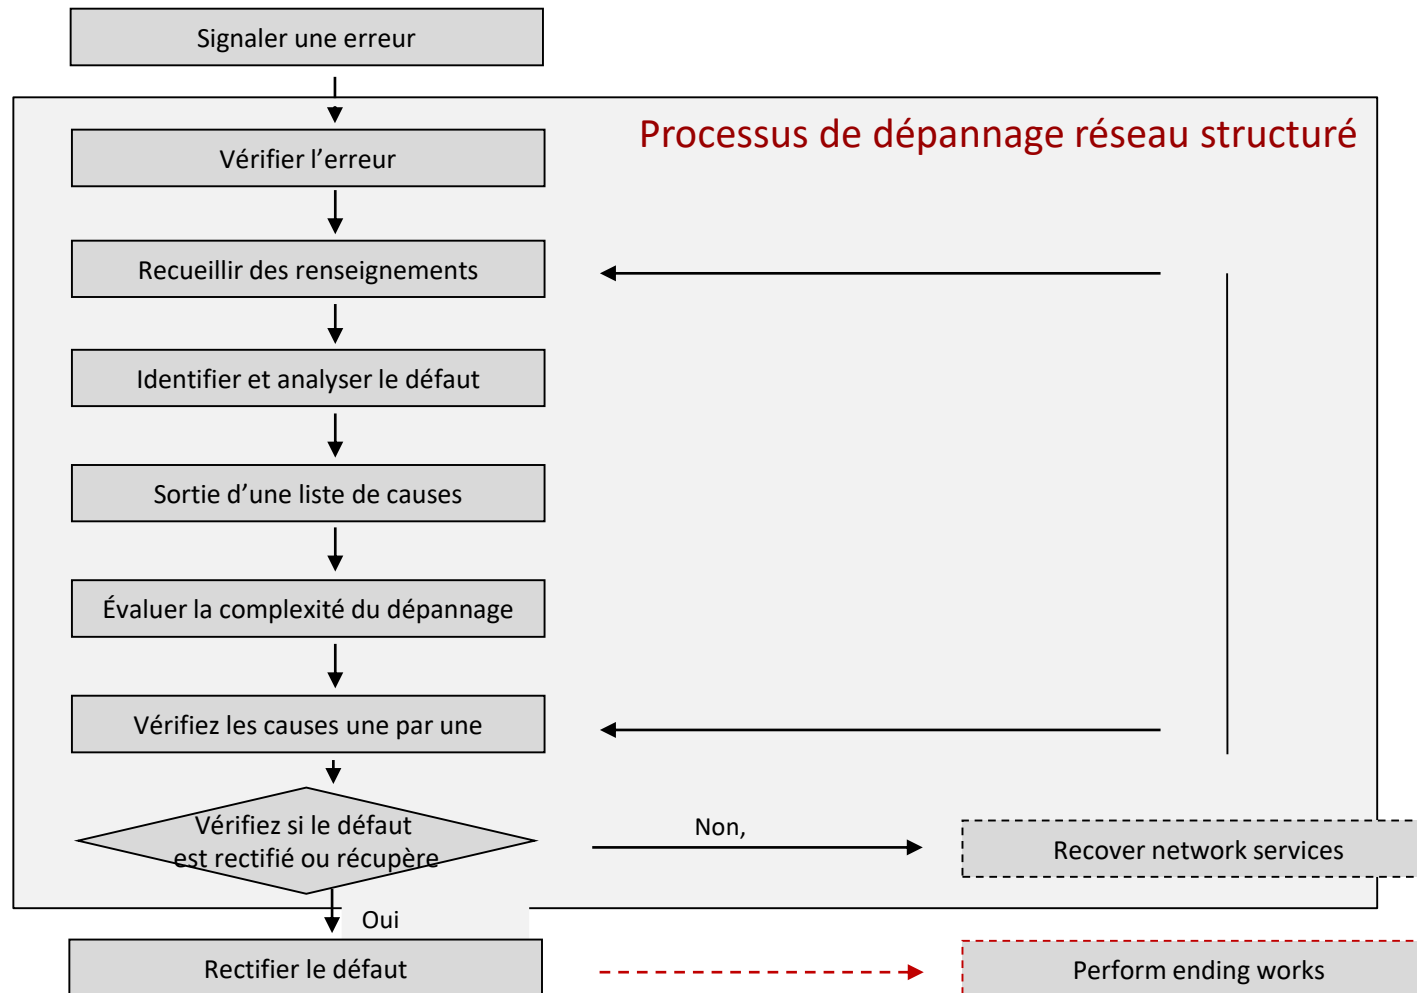 Signaler une erreur
Processus de dépannage réseau structuré
Vérifier l’erreur
Recueillir des renseignements
Identifier et analyser le défaut
Sortie d’une liste de causes
Évaluer la complexité du dépannage
Vérifiez les causes une par une
Vérifiez si le défaut
est rectifié ou récupère
Non,
Recover network services
Oui
Rectifier le défaut
Perform ending works